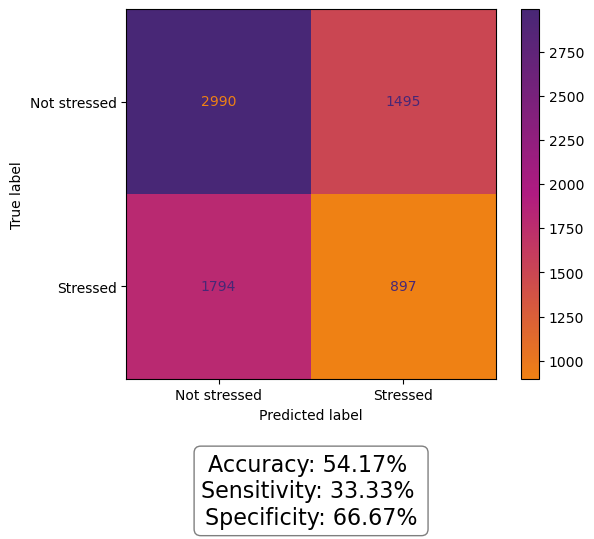 True label
Not stressed
2990
1495
Stressed
1794
897
Not stressed
Stressed
Predicted label
2750
2500
2250
2000
1750
1500
1250
1000
Accuracy: 54.17%
Sensitivity: 33.33%
Specificity: 66.67%